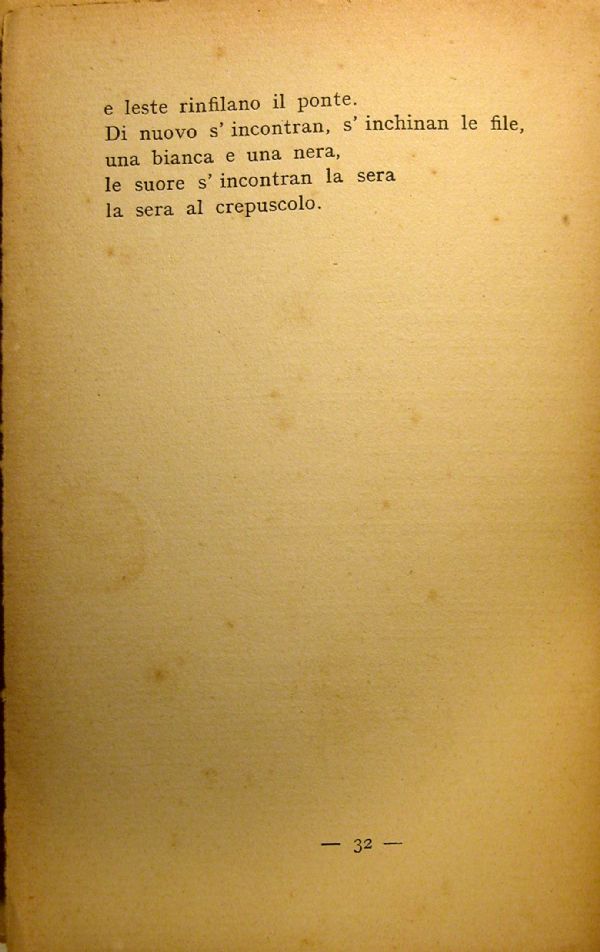 e leste rinfilano il ponte.
Di nuovo s' incontran, s' inchinan le file,
una bianca e una nera,
le suore s' incontran la sera
la sera al crepuscolo.
— 32 —